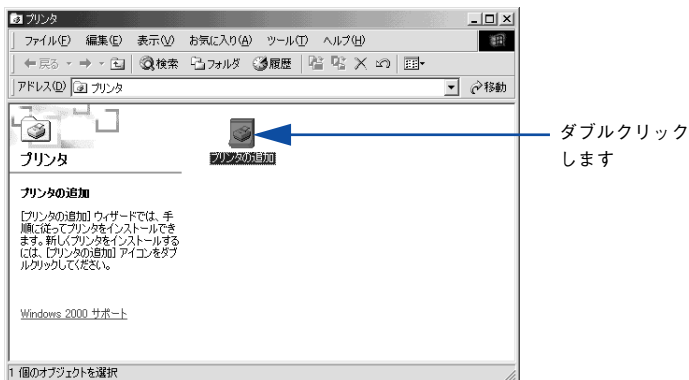 プリンタ
ファイル(F) 編集(E) 表示(V) お気に入り(A) ツール(T) ヘルプ(H)
戻る 検索 フォルダ 履歴
アドレス(D) プリンタ 移動
プリンタ
プリンタの追加
プリンタの追加
[プリンタの追加] ウィザードでは、手
順に従ってプリンタをインストールでき
ます。新しくプリンタをインストールする
には、[プリンタの追加] アイコンをダブ
ルクリックしてください。
Windows 2000 サポート
1 個のオブジェクトを選択
ダブルクリック
します